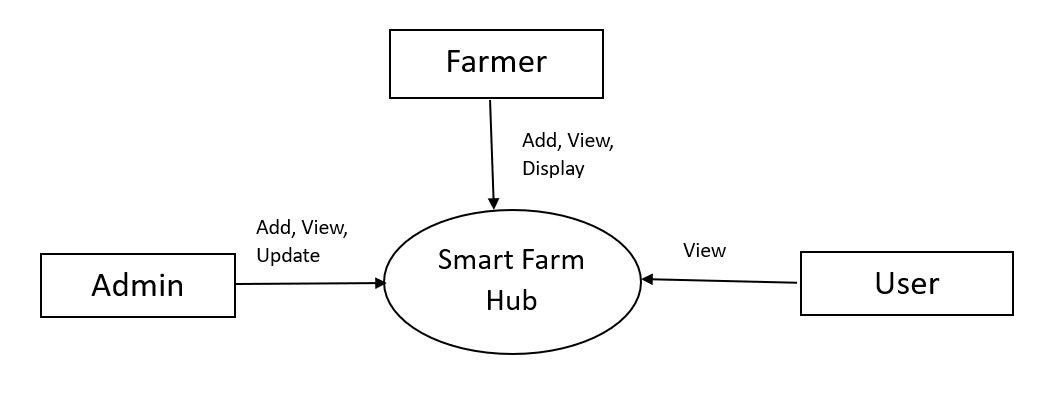 Farmer
Add, View,
Display
Add, View,
Update
Admin
Smart Farm
Hub
View
User